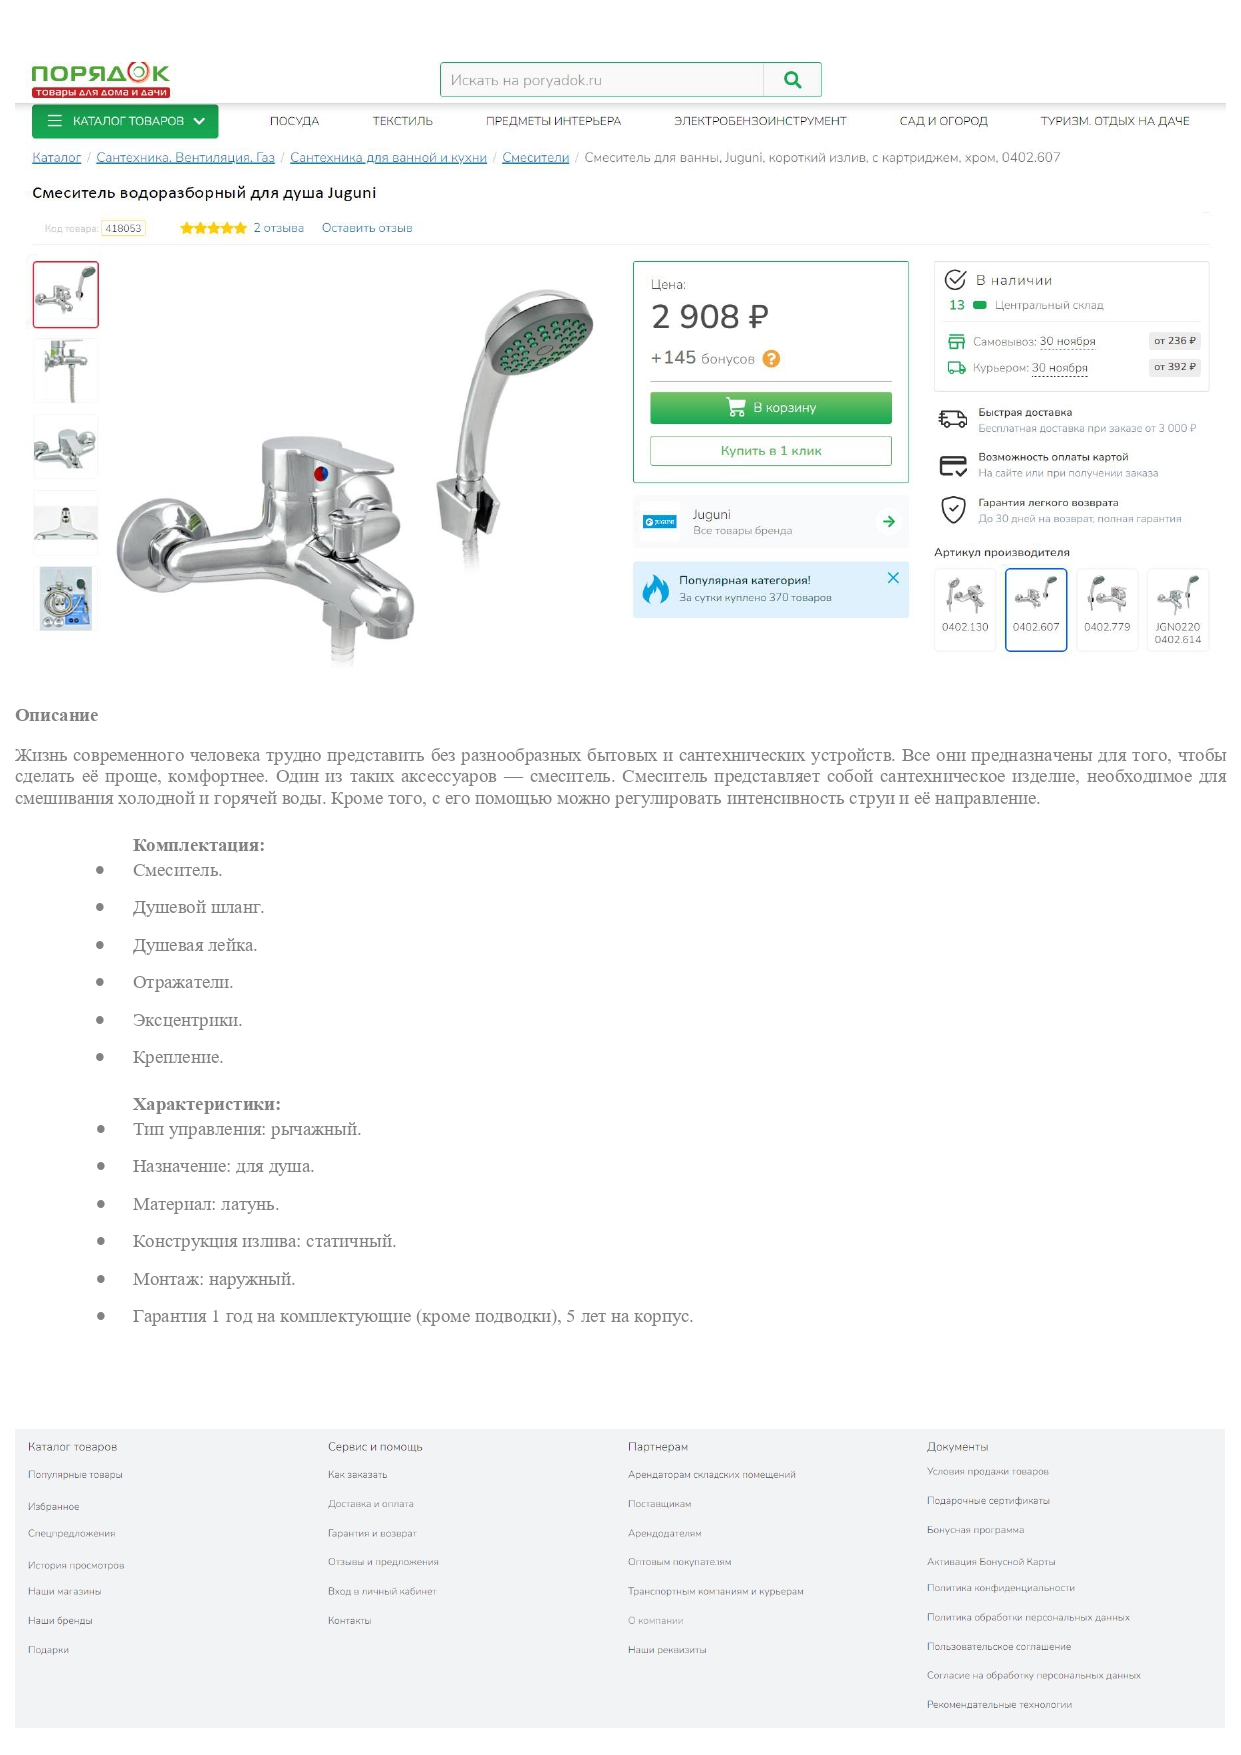 ПОРЯДОК
товары для дома и дачи
Искать на poryadok.ru
КАТАЛОГ ТОВАРОВ
ПОСУДА
ТЕКСТИЛЬ
ПРЕДМЕТЫ ИНТЕРЬЕРА
ЭЛЕКТРОБЕНЗОИНСТРУМЕНТ
САД И ОГОРОД
ТУРИЗМ. ОТДЫХ НА ДАЧЕ
Каталог / Сантехника, Вентиляция, Газ / Сантехника для ванной и кухни / Смесители / Смеситель для ванны, Juguni, короткий излив, с картриджем, хром, 0402.607
Смеситель водоразборный для душа Juguni
Код товара: 418053
2 отзыва
Оставить отзыв
Цена:
2 908 ₽
+145 бонусов ?
В корзину
Купить в 1 клик
JUGUNI
Juguni
Все товары бренда
Популярная категория!
За сутки куплено 370 товаров
В наличии
13 Центральный склад
Самовывоз: 30 ноября от 236 ₽
Курьером: 30 ноября от 392 ₽
Быстрая доставка
Бесплатная доставка при заказе от 3 000 ₽
Возможность оплаты картой
На сайте или при получении заказа
Гарантия легкого возврата
До 30 дней на возврат, полная гарантия
Артикул производителя
0402.130
0402.607
0402.779
JGN0220
0402.614
Описание
Жизнь современного человека трудно представить без разнообразных бытовых и сантехнических устройств. Все они предназначены для того, чтобы
сделать её проще, комфортнее. Один из таких аксессуаров — смеситель. Смеситель представляет собой сантехническое изделие, необходимое для
смешивания холодной и горячей воды. Кроме того, с его помощью можно регулировать интенсивность струи и её направление.
Комплектация:
● Смеситель.
● Душевой шланг.
● Душевая лейка.
● Отражатели.
● Эксцентрики.
● Крепление.
Характеристики:
● Тип управления: рычажный.
● Назначение: для душа.
● Материал: латунь.
● Конструкция излива: статичный.
● Монтаж: наружный.
● Гарантия 1 год на комплектующие (кроме подводки), 5 лет на корпус.
Каталог товаров
Популярные товары
Избранное
Спецпредложения
История просмотров
Наши магазины
Наши бренды
Подарки
Сервис и помощь
Как заказать
Доставка и оплата
Гарантия и возврат
Отзывы и предложения
Вход в личный кабинет
Контакты
Партнерам
Арендаторам складских помещений
Поставщикам
Арендодателям
Оптовым покупателям
Транспортным компаниям и курьерам
О компании
Наши реквизиты
Документы
Условия продажи товаров
Подарочные сертификаты
Бонусная программа
Активация Бонусной Карты
Политика конфиденциальности
Политика обработки персональных данных
Пользовательское соглашение
Согласие на обработку персональных данных
Рекомендательные технологии